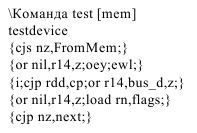 \Команда test [mem]
testdevice
{cjs nz,FromMem;}
{or nil,r14,z;oey;ewl;}
{i;cjp rdd,cp;or r14,bus_d,z;}
{or nil,r14,z;load rn,flags;}
{cjp nz,next;}